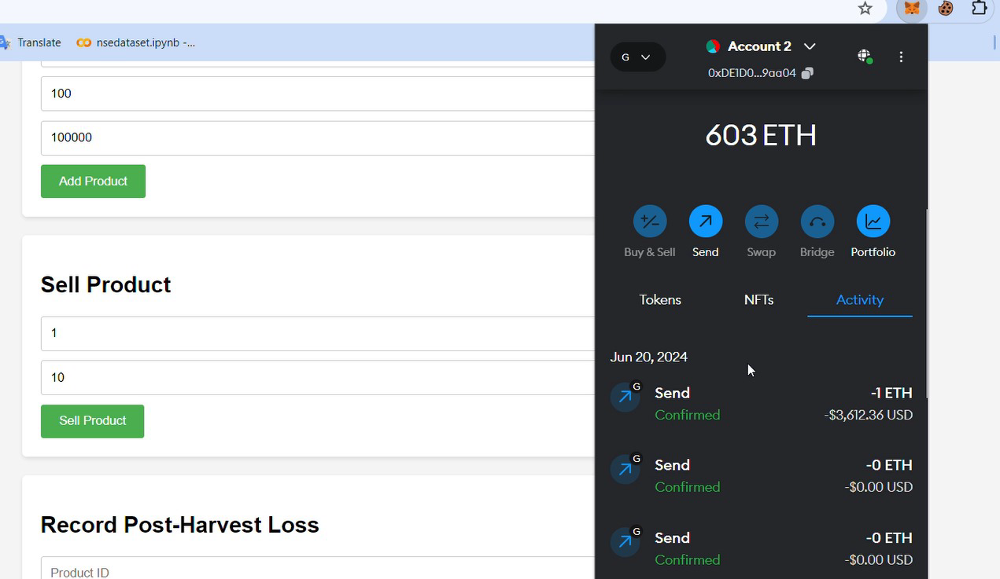 Translate
nsedataset.ipynb -...
100
100000
Add Product
Sell Product
1
10
Sell Product
Record Post-Harvest Loss
Product ID
G
Account 2
0xDE1D0...9aa04
603 ETH
Buy & Sell
Send
Swap
Bridge
Portfolio
Tokens
NFTs
Activity
Jun 20, 2024
G
Send
-1 ETH
Confirmed
-$3,612.36 USD
G
Send
-0 ETH
Confirmed
-$0.00 USD
G
Send
-0 ETH
Confirmed
-$0.00 USD